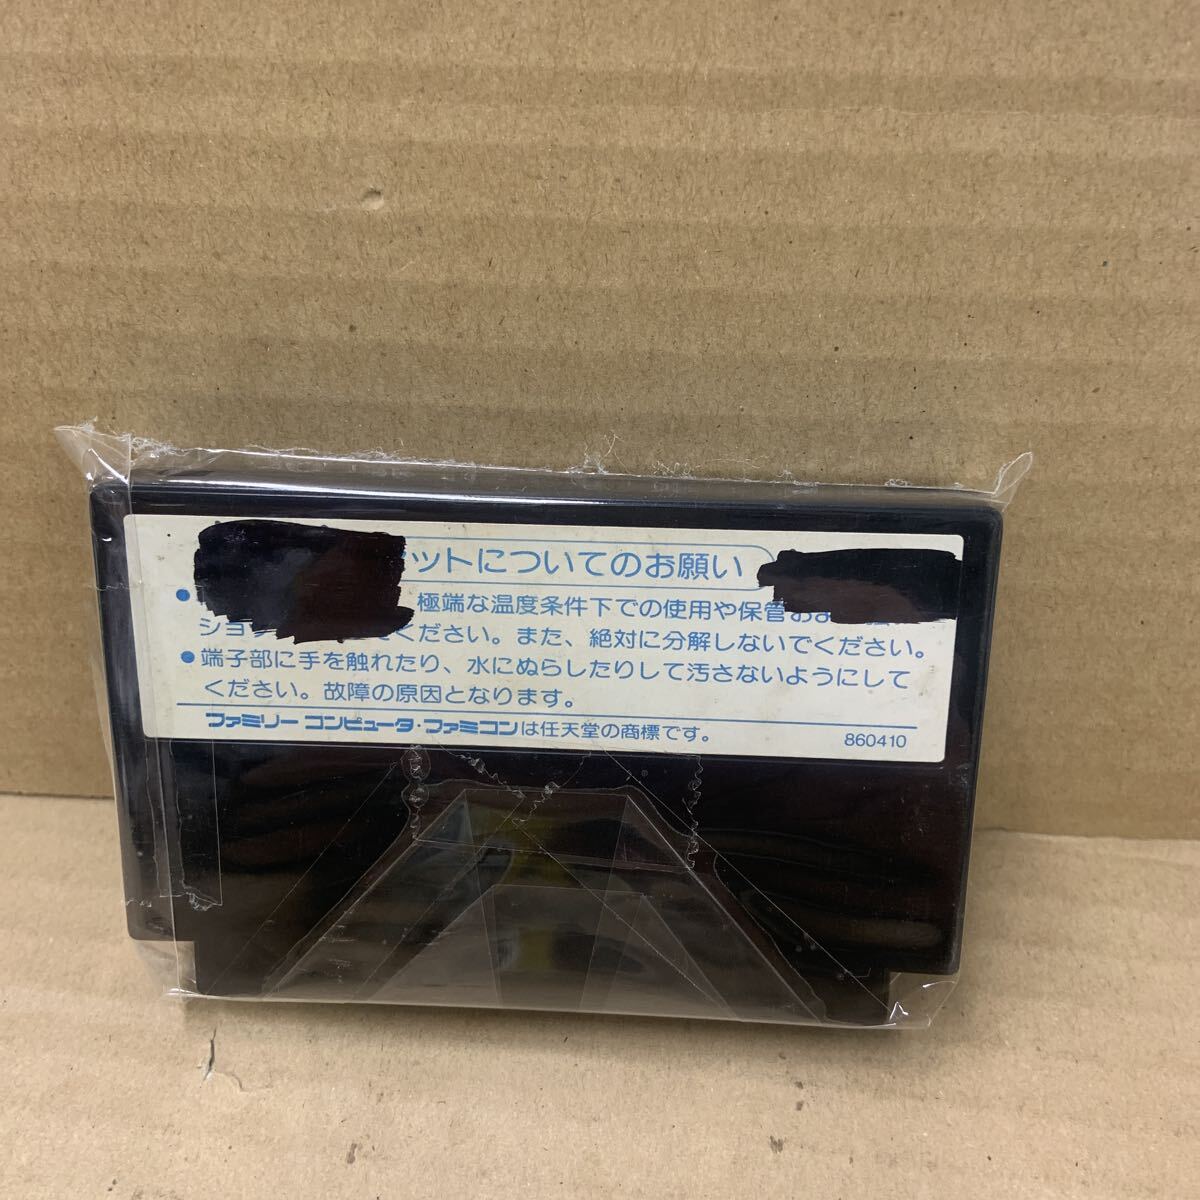 ットについてのお願い
● 極端な温度条件下での使用や保管およ
ショ ください。また、絶対に分解しないでください。
●端子部に手を触れたり、水にぬらしたりして汚さないようにして
ください。故障の原因となります。
ファミリー コンピュータ・ファミコンは任天堂の商標です。
860410